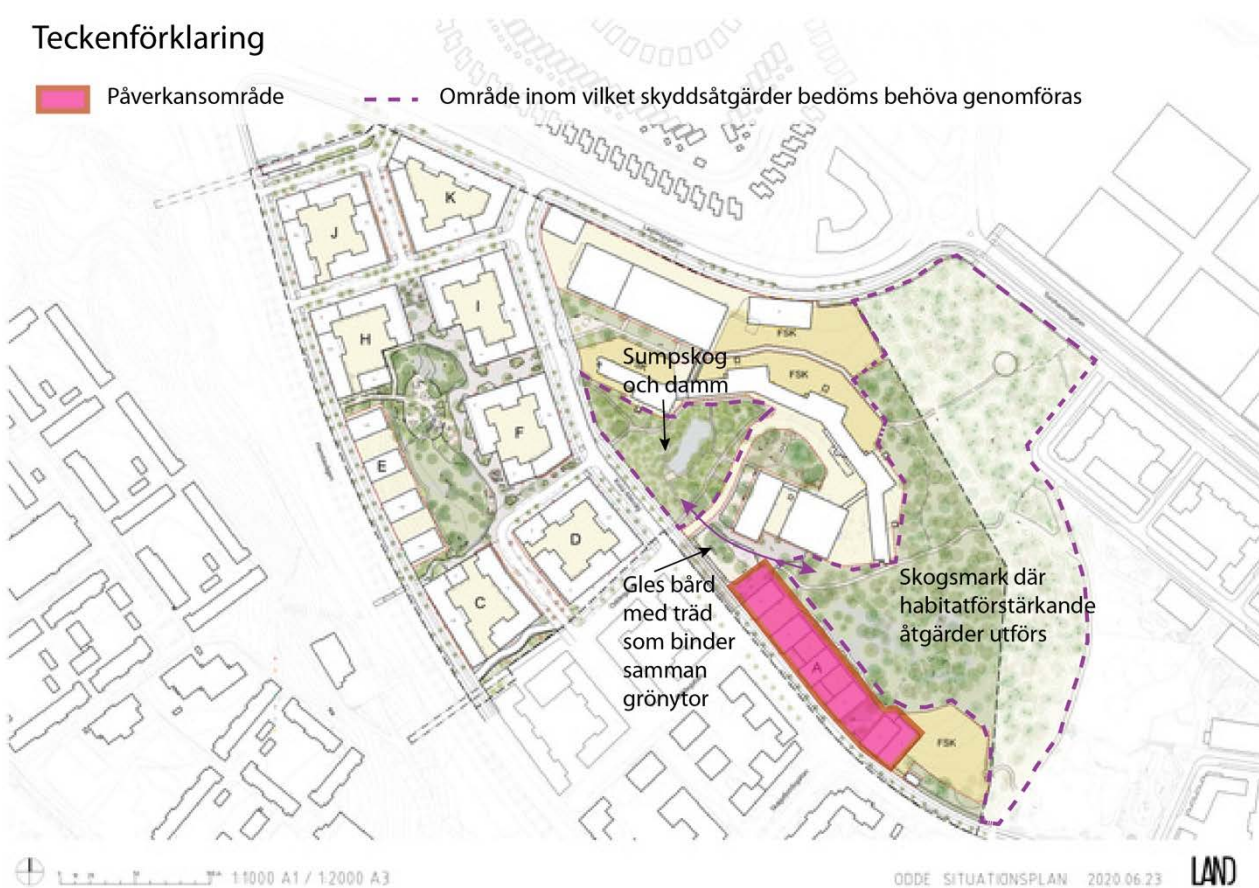 Teckenförklaring
Påverkansområde
Område inom vilket skyddsåtgärder bedöms behöva genomföras
K
J
I
H
FSK
Sumpskog
och damm
FSK
F
E
D
Gles bård
med träd
som binder
samman
grönytor
Skogsmark där
habitatförstärkande
åtgärder utförs
C
A
FSK
1:1000 A1 / 1:2000 A3
ODDE SITUATIONSPLAN 2020.06.23
LAND